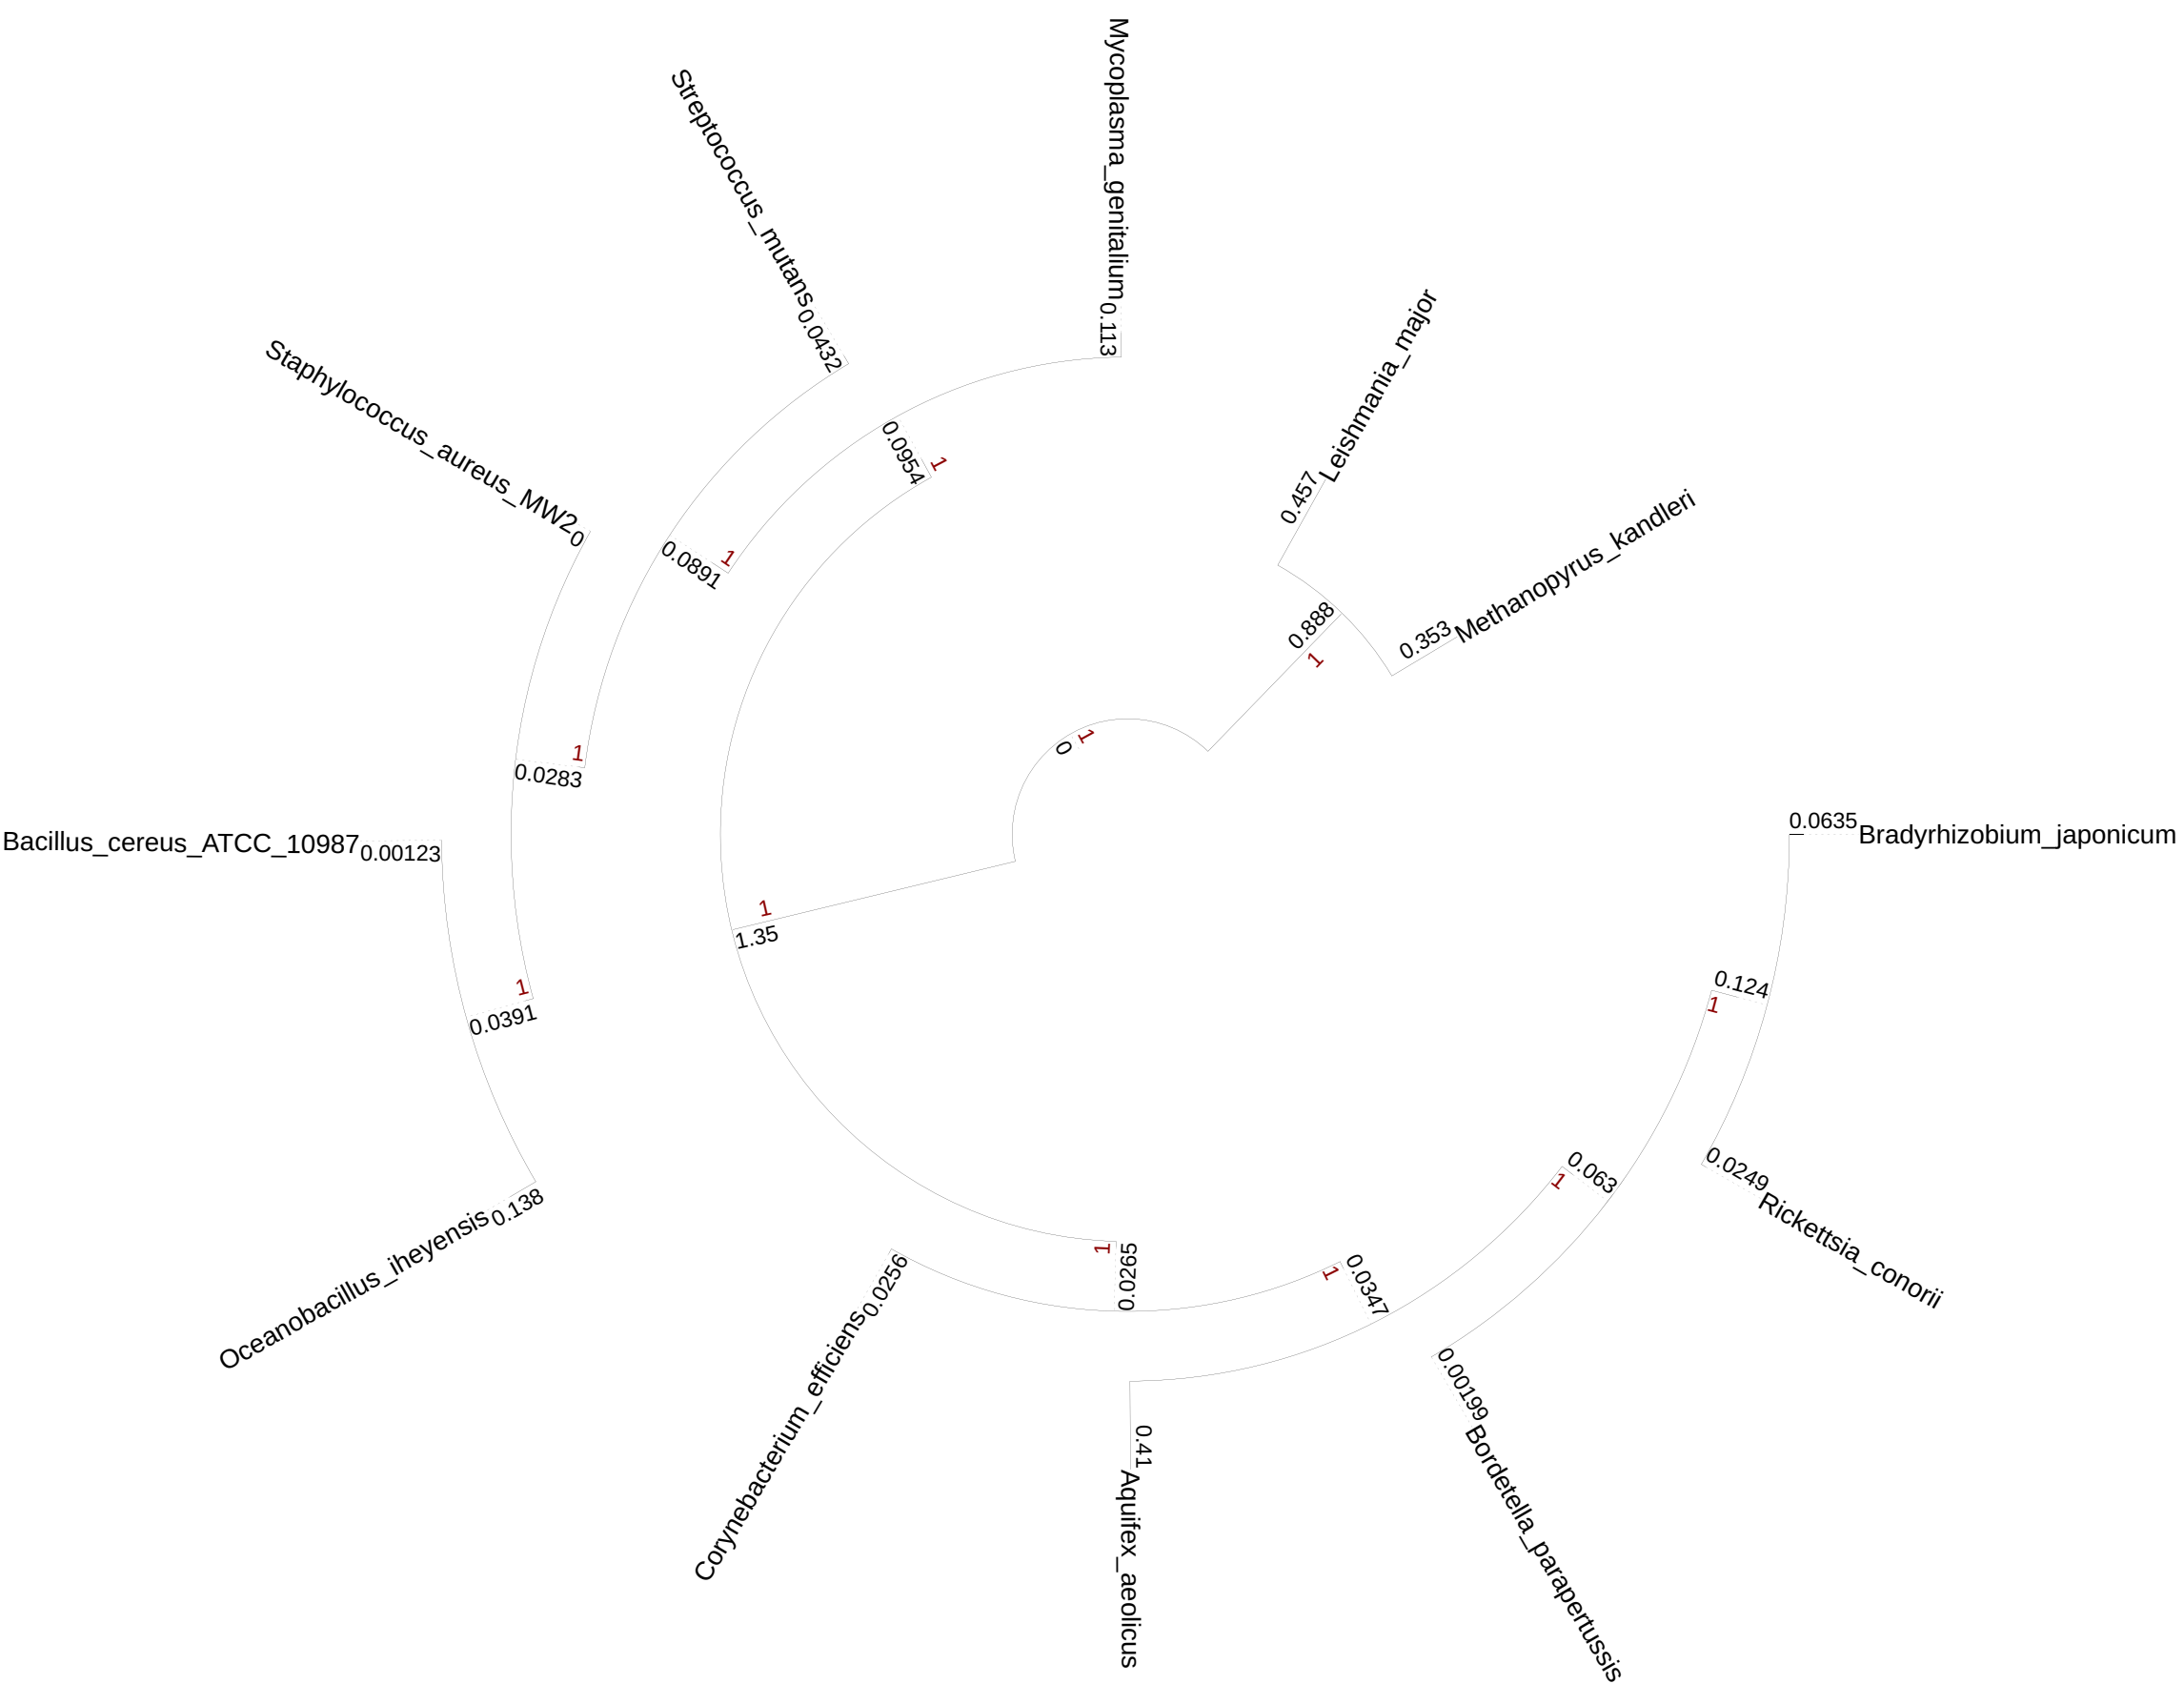 Mycoplasma_genitalium
0.113
Streptococcus_mutans
0.0432
Leishmania_major
0.457
Staphylococcus_aureus_MW2
0
0.0954
1
Methanopyrus_kandleri
0.353
0.0891
1
0.888
1
0
1
1
0.0283
Bacillus_cereus_ATCC_10987
0.00123
0.0635
Bradyrhizobium_japonicum
1
1.35
1
0.0391
0.124
1
0.063
1
0.0249
Rickettsia_conorii
Oceanobacillus_iheyensis
0.138
1
0.0265
1
0.0347
Corynebacterium_efficiens
0.0256
0.41
Aquifex_aeolicus
0.00199
Bordetella_parapertussis